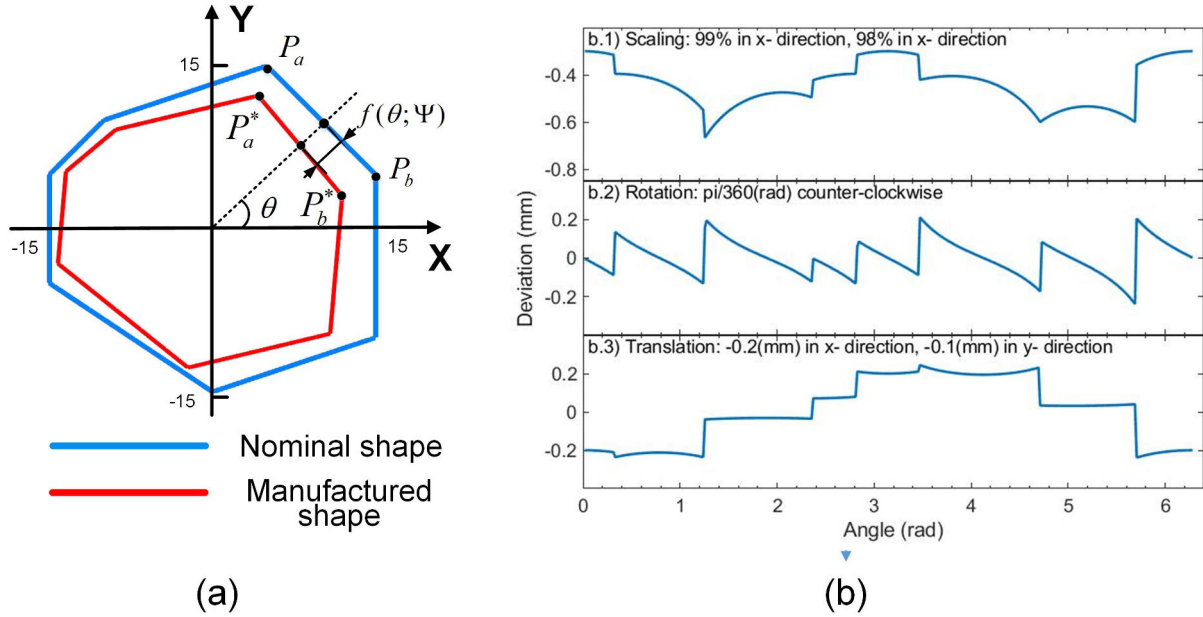 Y
15
P_a
P_a^*
f(θ;Ψ)
P_b
θ
P_b^*
-15
15
X
-15
Nominal shape
Manufactured
shape
(a)
b.1) Scaling: 99% in x- direction, 98% in x- direction
-0.4
-0.6
-0.8
b.2) Rotation: pi/360(rad) counter-clockwise
0.2
0
-0.2
Deviation (mm)
b.3) Translation: -0.2(mm) in x- direction, -0.1(mm) in y- direction
0.2
0
-0.2
0 1 2 3 4 5 6
Angle (rad)
(b)